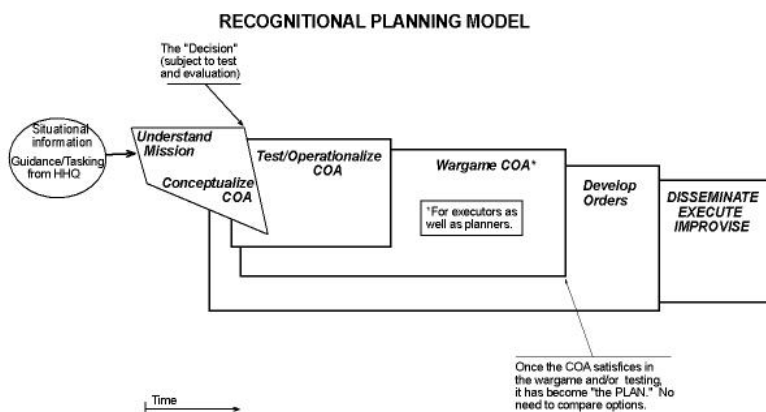 RECOGNITIONAL PLANNING MODEL
The "Decision"
(subject to test
and evaluation)
Situational
information
Guidance/Tasking
from HHQ
Understand
Mission
Conceptualize
COA
Test/Operationalize
COA
Wargame COA*
*For executors as
well as planners.
Develop
Orders
DISSEMINATE
EXECUTE
IMPROVISE
Once the COA satisfices in
the wargame and/or testing,
it has become "the PLAN." No
need to compare options.
Time